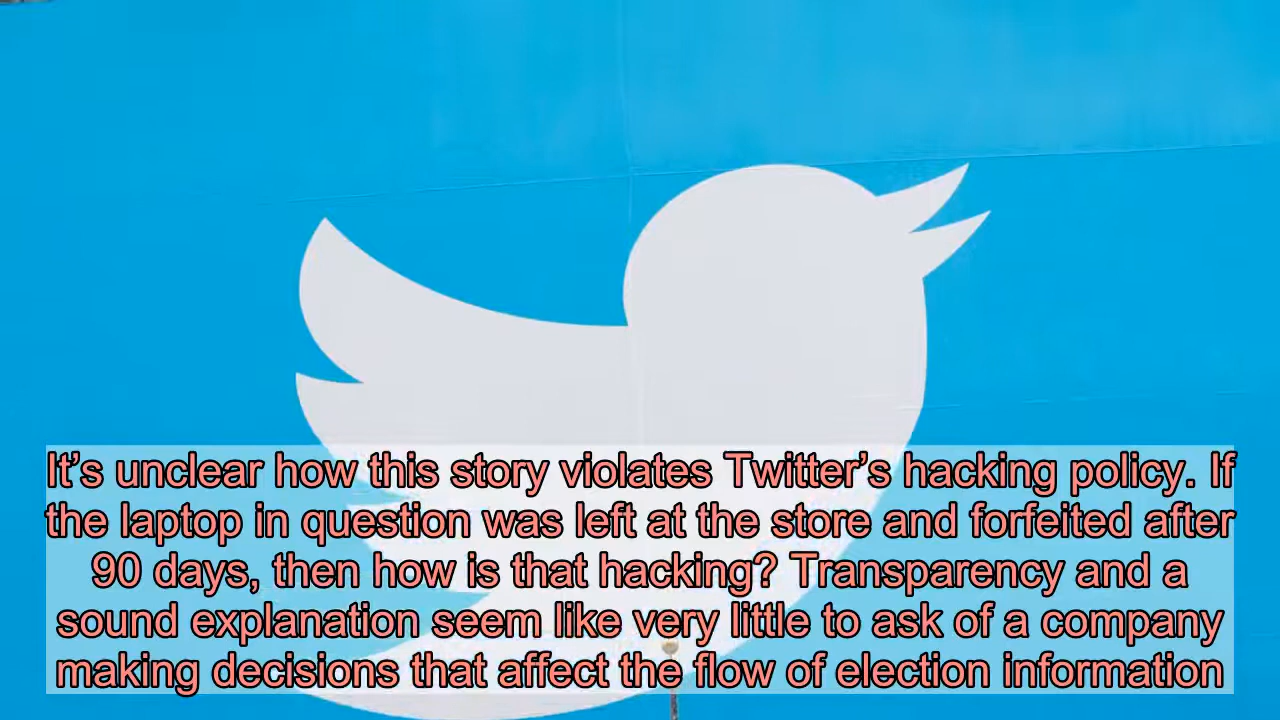 It’s unclear how this story violates Twitter’s hacking policy. If
the laptop in question was left at the store and forfeited after
90 days, then how is that hacking? Transparency and a
sound explanation seem like very little to ask of a company
making decisions that affect the flow of election information